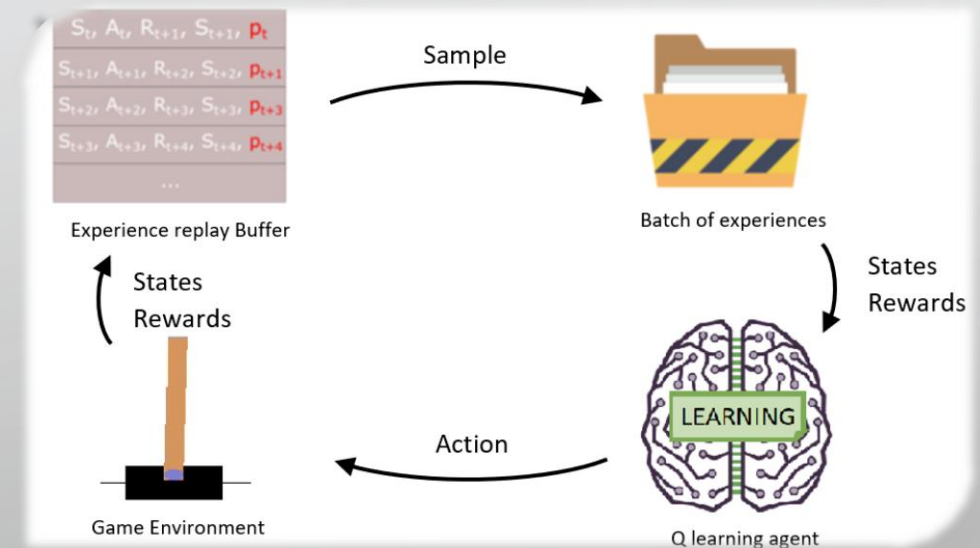 St, At, Rt+1, St+1, pt
St+1, At+1, Rt+2, St+2, pt+1
St+2, At+2, Rt+3, St+3, pt+3
St+3, At+3, Rt+4, St+4, pt+4
...
Experience replay Buffer
Sample
Batch of experiences
States
Rewards
States
Rewards
LEARNING
Action
Game Environment
Q learning agent